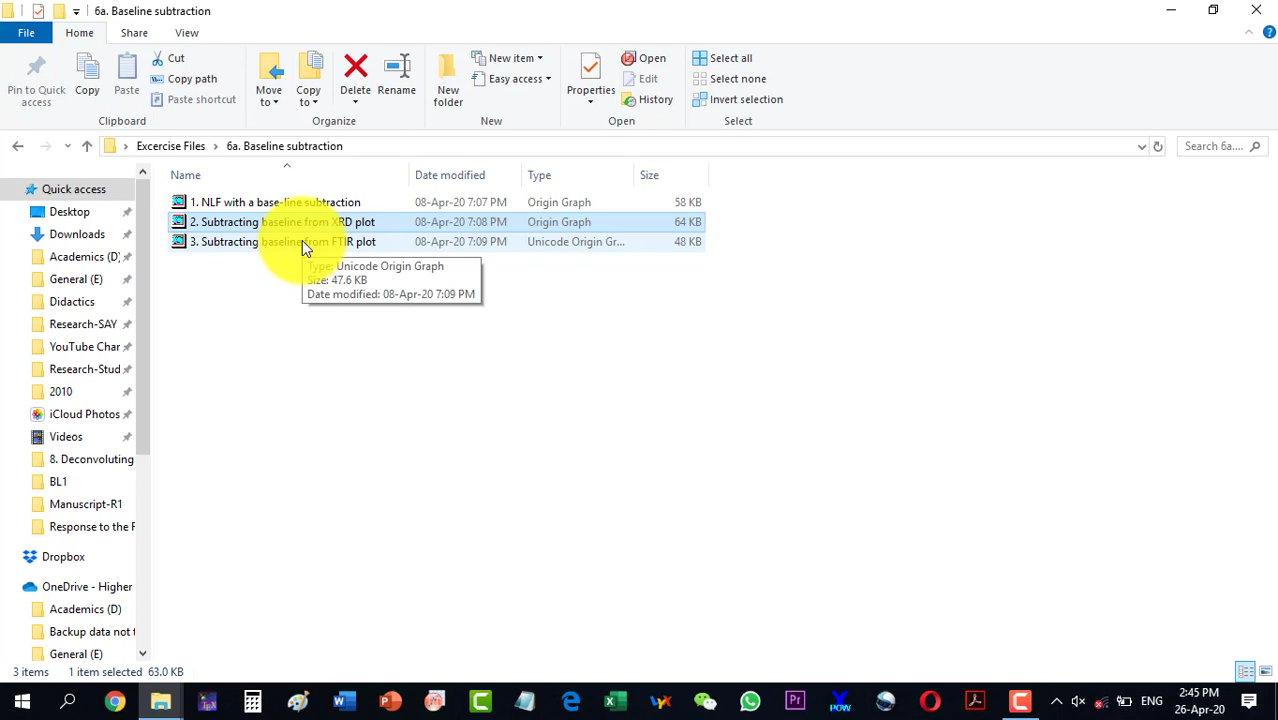 6a. Baseline subtraction
File Home Share View
Pin to Quick access
Copy
Paste
Cut
Copy path
Paste shortcut
Clipboard
Move to
Copy to
Delete
Rename
Organize
New folder
New item
Easy access
New
Properties
Open
Edit
History
Open
Select all
Select none
Invert selection
Select
Excercise Files > 6a. Baseline subtraction
Search 6a....
Name Date modified Type Size
1. NLF with a base-line subtraction 08-Apr-20 7:07 PM Origin Graph 58 KB
2. Subtracting baseline from XRD plot 08-Apr-20 7:08 PM Origin Graph 64 KB
3. Subtracting baseline from FTIR plot 08-Apr-20 7:09 PM Unicode Origin Gr... 48 KB
Type: Unicode Origin Graph
Size: 47.6 KB
Date modified: 08-Apr-20 7:09 PM
Quick access
Desktop
Downloads
Academics (D)
General (E)
Didactics
Research-SAY
YouTube Char
Research-Stud
2010
iCloud Photos
Videos
8. Deconvoluting
BL1
Manuscript-R1
Response to the F
Dropbox
OneDrive - Higher
Academics (D)
Backup data not t
General (E)
3 items 1 item selected 63.0 KB
ENG
2:45 PM
26-Apr-20